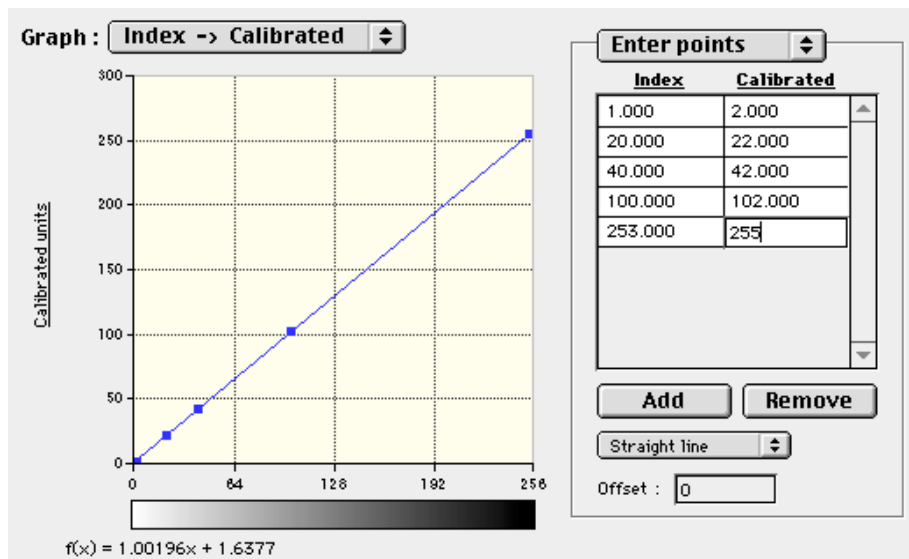 Graph : Index -> Calibrated
300
250
200
150
100
50
0
Calibrated units
0 64 128 192 256
f(x) = 1.00196x + 1.6377
Enter points
Index Calibrated
1.000 2.000
20.000 22.000
40.000 42.000
100.000 102.000
253.000 255
Add Remove
Straight line
Offset : 0